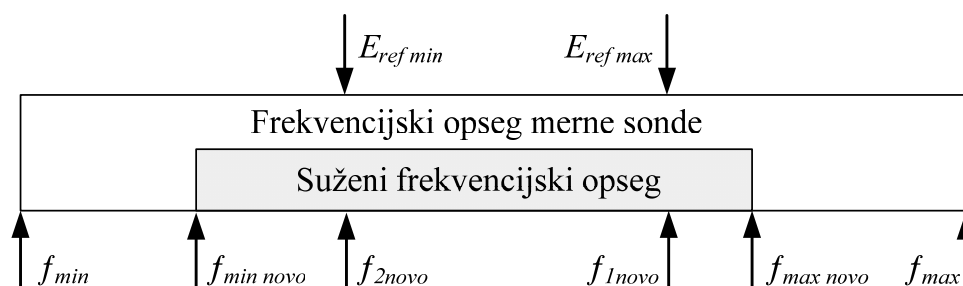 E_ref min E_ref max
Frekvencijski opseg merne sonde
Suženi frekvencijski opseg
f_min f_min novo f_2novo f_1novo f_max novo f_max